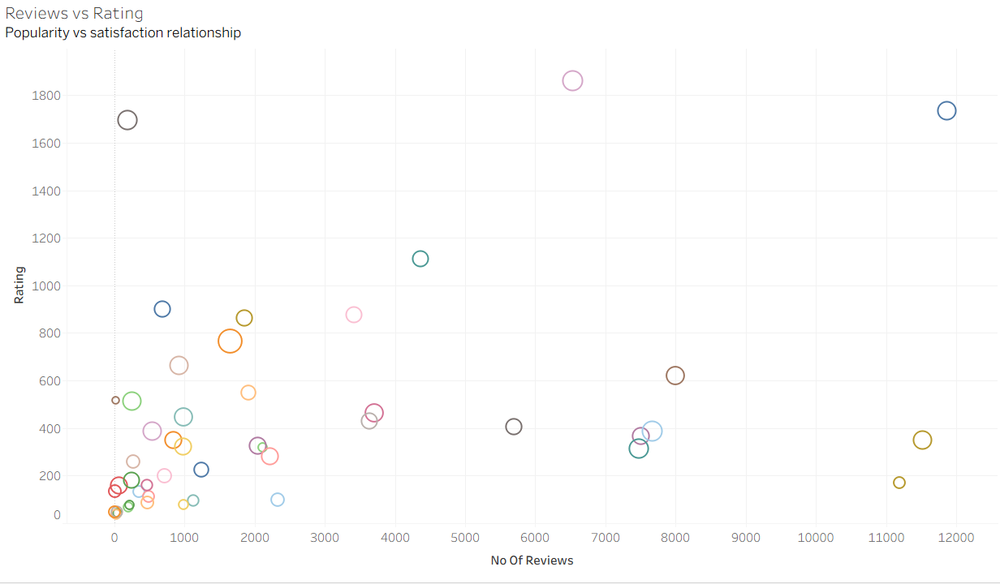 Reviews vs Rating
Popularity vs satisfaction relationship
1800
1600
1400
1200
1000
800
600
400
200
0
Rating
0 1000 2000 3000 4000 5000 6000 7000 8000 9000 10000 11000 12000
No Of Reviews